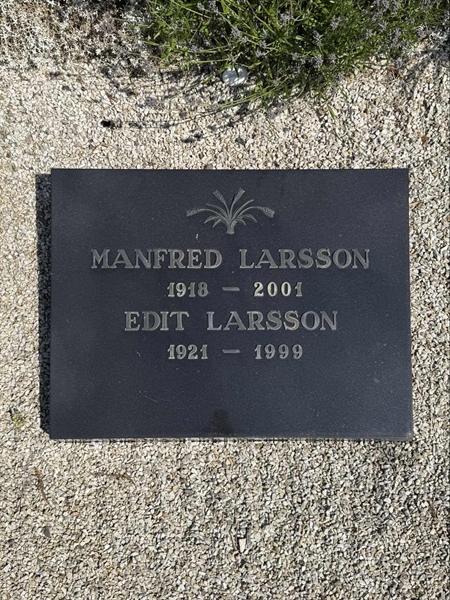 MANFRED LARSSON
1918 – 2001
EDIT LARSSON
1921 – 1999